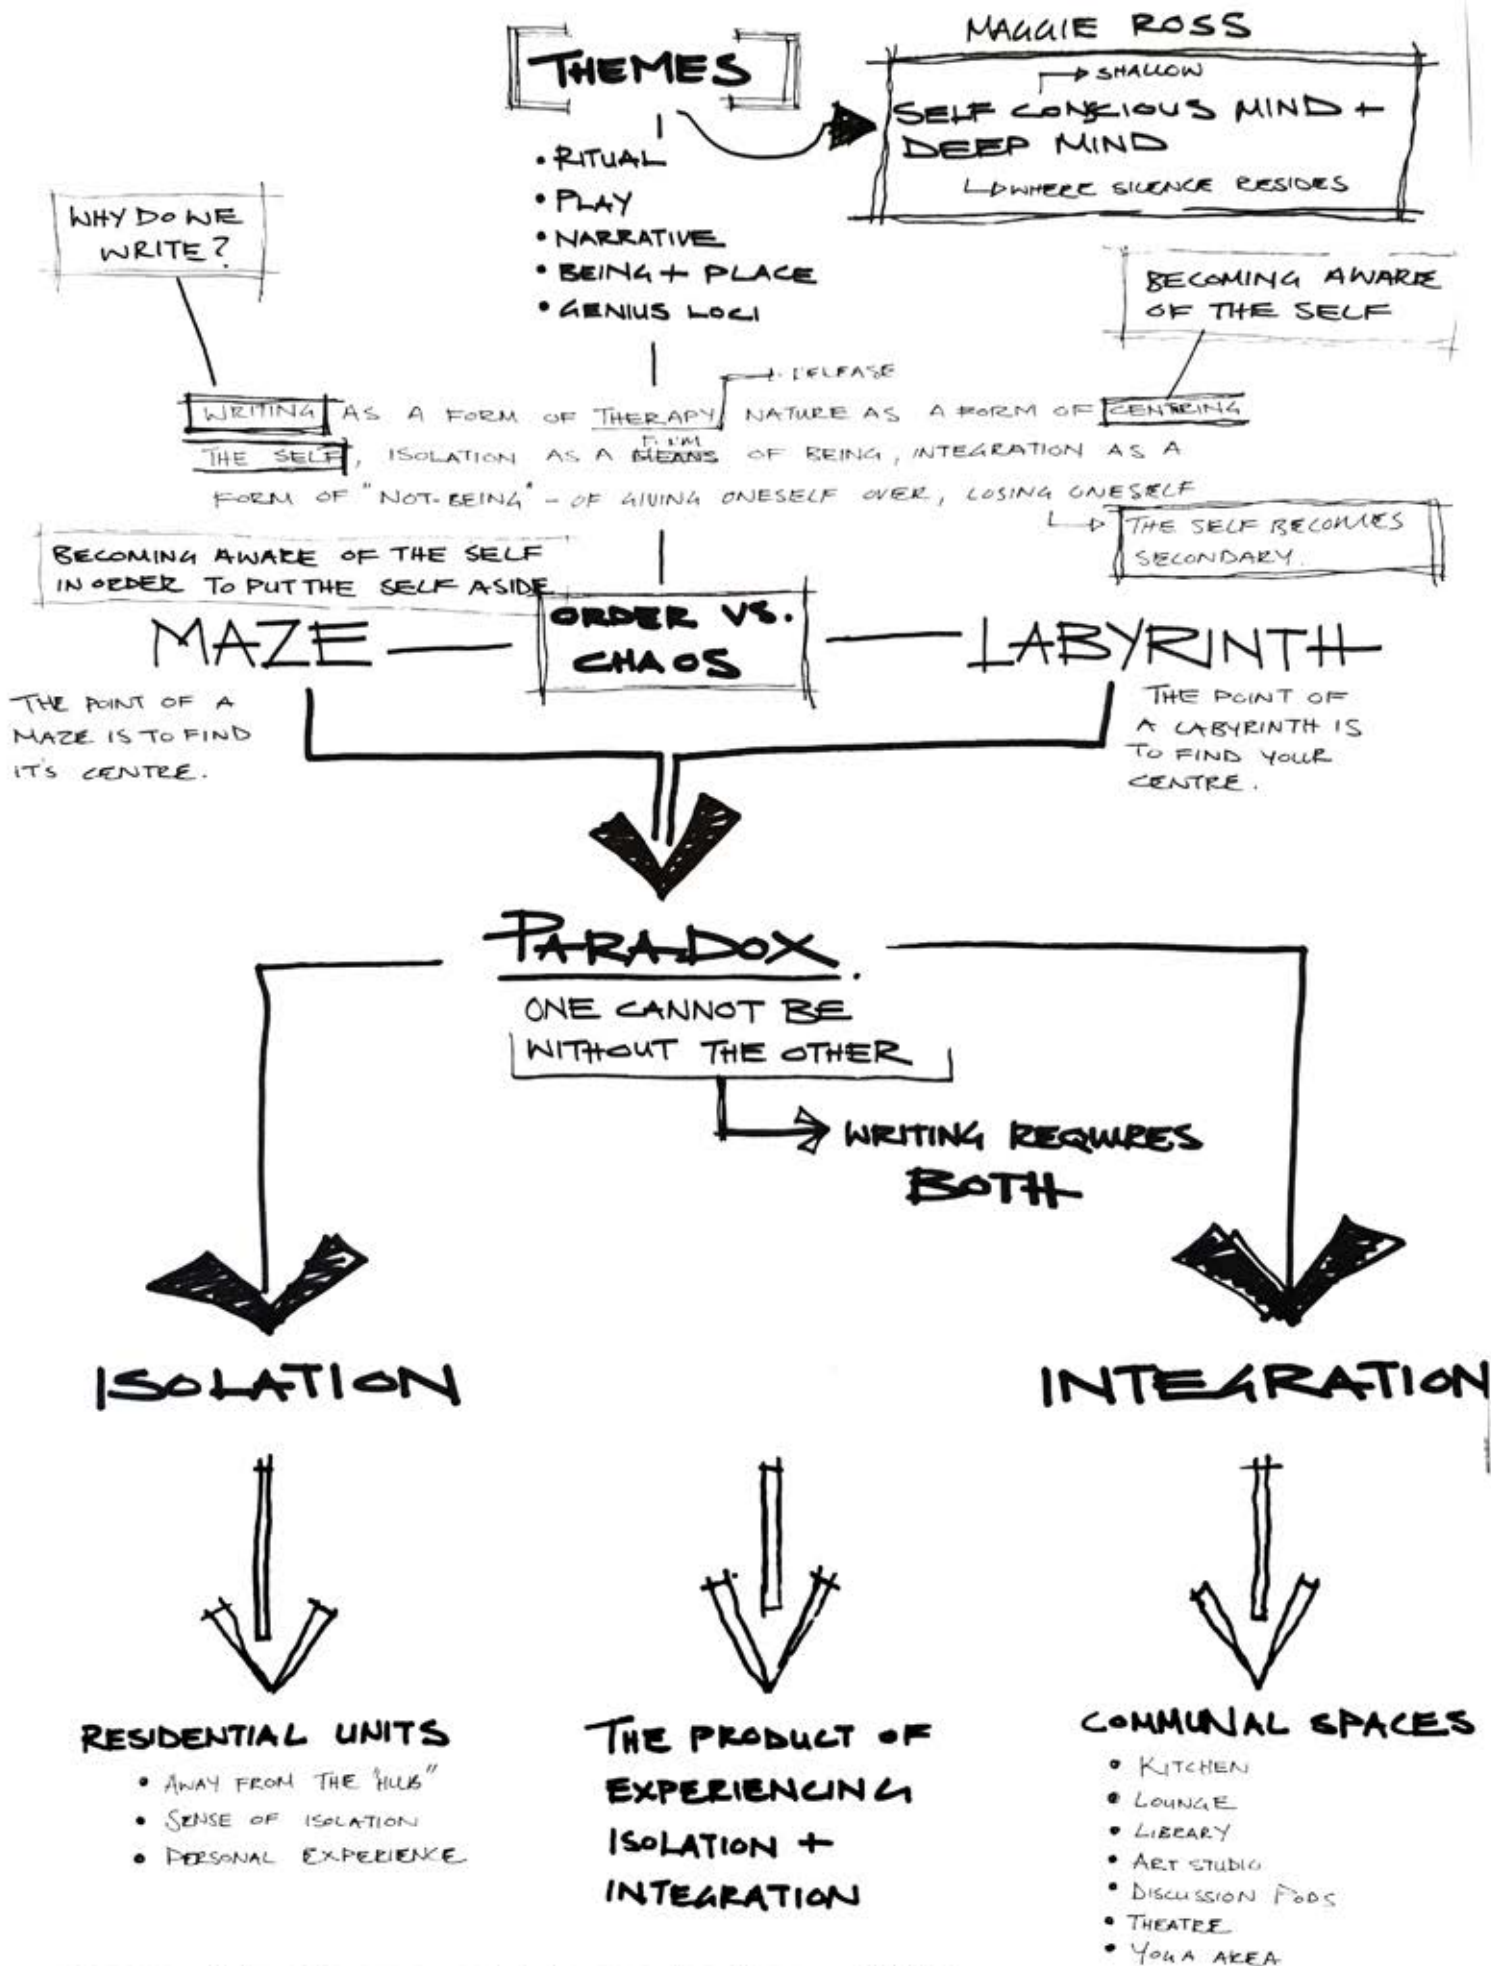 THEMES
MAGGIE ROSS
SHALLOW
SELF CONSCIOUS MIND +
DEEP MIND
WHERE SILENCE RESIDES
• RITUAL
• PLAY
• NARRATIVE
• BEING + PLACE
• GENIUS LOCI
WHY DO WE
WRITE?
BECOMING AWARE
OF THE SELF
RELEASE
WRITING AS A FORM OF THERAPY NATURE AS A FORM OF CENTERING
THE SELF, ISOLATION AS A MEANS OF BEING, INTEGRATION AS A
FORM OF "NOT-BEING" - OF GIVING ONESELF OVER, LOSING ONESELF
THE SELF BECOMES
SECONDARY.
BECOMING AWARE OF THE SELF
IN ORDER TO PUT THE SELF ASIDE
MAZE
ORDER VS.
CHAOS
LABYRINTH
THE POINT OF A
MAZE IS TO FIND
IT'S CENTRE.
THE POINT OF
A LABYRINTH IS
TO FIND YOUR
CENTRE.
PARADOX.
ONE CANNOT BE
WITHOUT THE OTHER
WRITING REQUIRES
BOTH
ISOLATION
INTEGRATION
RESIDENTIAL UNITS
• AWAY FROM THE "HUB"
• SENSE OF ISOLATION
• PERSONAL EXPERIENCE
THE PRODUCT OF
EXPERIENCING
ISOLATION +
INTEGRATION
COMMUNAL SPACES
• KITCHEN
• LOUNGE
• LIBRARY
• ART STUDIO
• DISCUSSION PODS
• THEATRE
• YOGA AREA